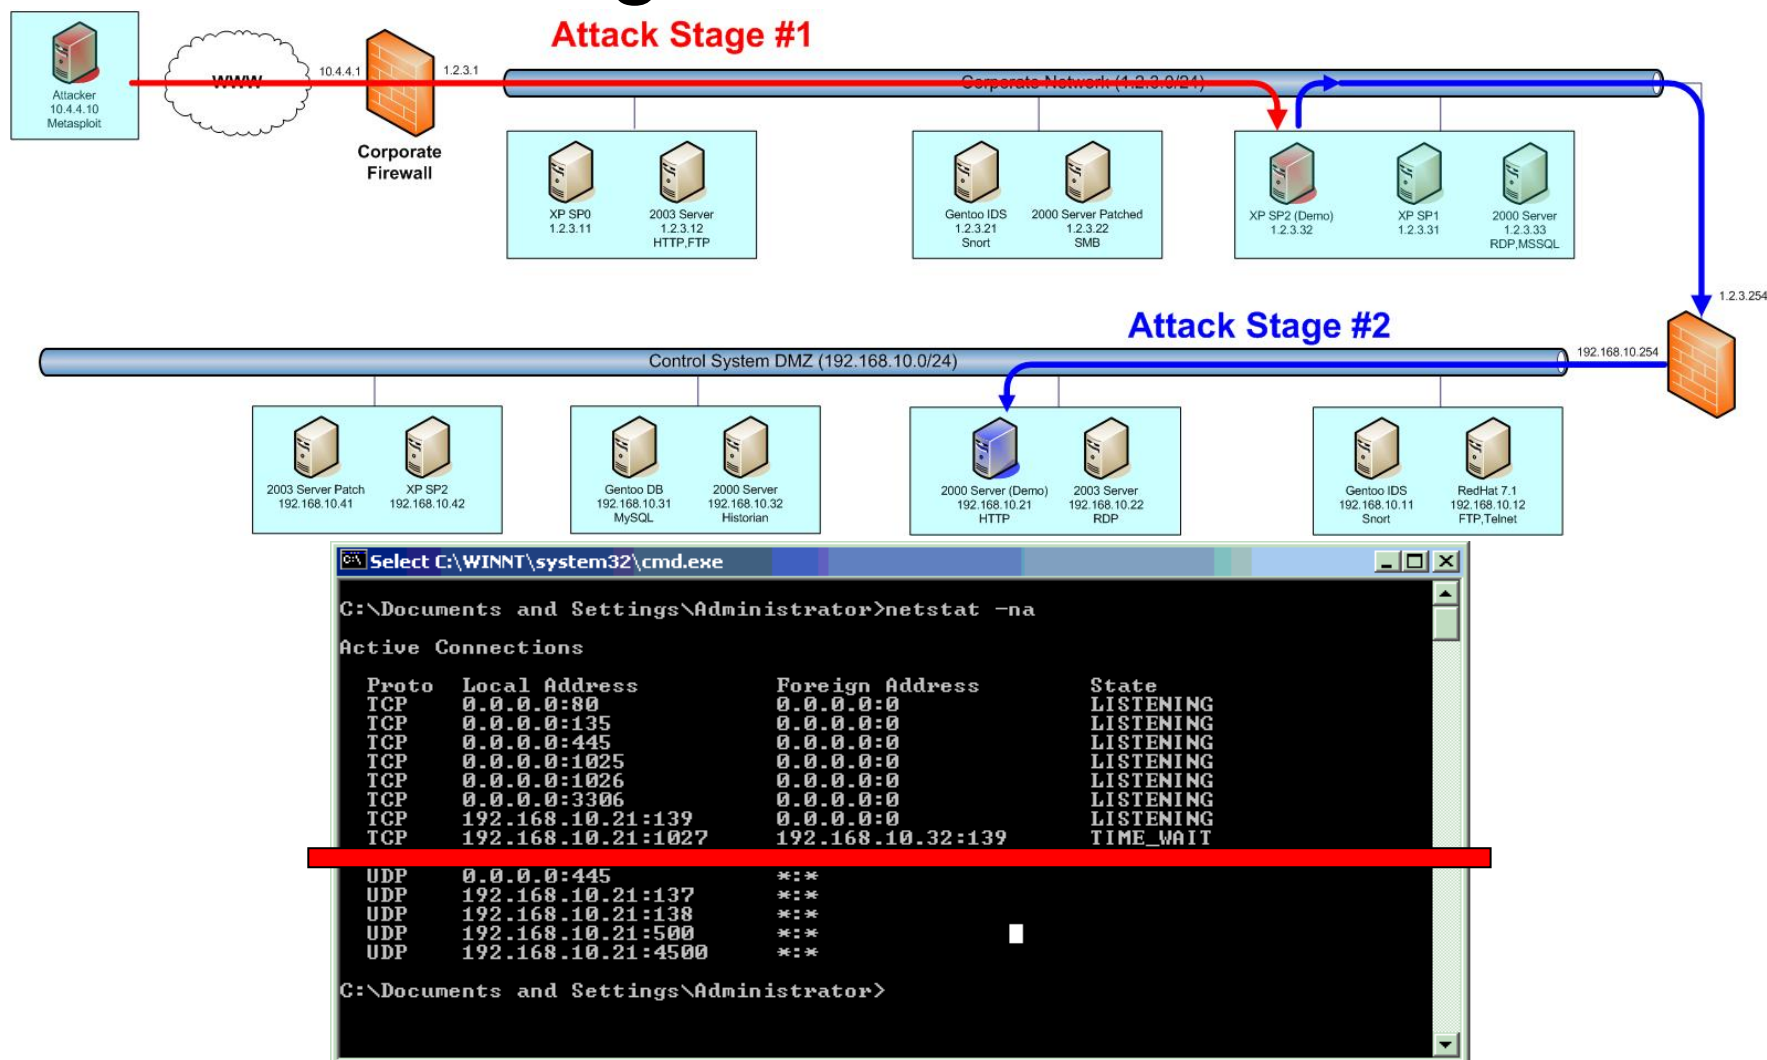 Attack Stage #1
Attacker
10.4.4.10
Metasploit
WWW
10.4.4.1
Corporate
Firewall
1.2.3.1
Corporate Network (1.2.3.0/24)
XP SP0
1.2.3.11
2003 Server
1.2.3.12
HTTP,FTP
Gentoo IDS
1.2.3.21
Snort
2000 Server Patched
1.2.3.22
SMB
XP SP2 (Demo)
1.2.3.32
XP SP1
1.2.3.31
2000 Server
1.2.3.33
RDP,MSSQL
1.2.3.254
Attack Stage #2
192.168.10.254
Control System DMZ (192.168.10.0/24)
2003 Server Patch
192.168.10.41
XP SP2
192.168.10.42
Gentoo DB
192.168.10.31
MySQL
2000 Server
192.168.10.32
Historian
2000 Server (Demo)
192.168.10.21
HTTP
2003 Server
192.168.10.22
RDP
Gentoo IDS
192.168.10.11
Snort
RedHat 7.1
192.168.10.12
FTP,Telnet
Select C:\WINNT\system32\cmd.exe
C:\Documents and Settings\Administrator>netstat -na
Active Connections
Proto Local Address Foreign Address State
TCP 0.0.0.0:80 0.0.0.0:0 LISTENING
TCP 0.0.0.0:135 0.0.0.0:0 LISTENING
TCP 0.0.0.0:445 0.0.0.0:0 LISTENING
TCP 0.0.0.0:1025 0.0.0.0:0 LISTENING
TCP 0.0.0.0:1026 0.0.0.0:0 LISTENING
TCP 0.0.0.0:3306 0.0.0.0:0 LISTENING
TCP 192.168.10.21:139 0.0.0.0:0 LISTENING
TCP 192.168.10.21:1027 192.168.10.32:139 TIME_WAIT
UDP 0.0.0.0:445 *:*
UDP 192.168.10.21:137 *:*
UDP 192.168.10.21:138 *:*
UDP 192.168.10.21:500 *:*
UDP 192.168.10.21:4500 *:*
C:\Documents and Settings\Administrator>